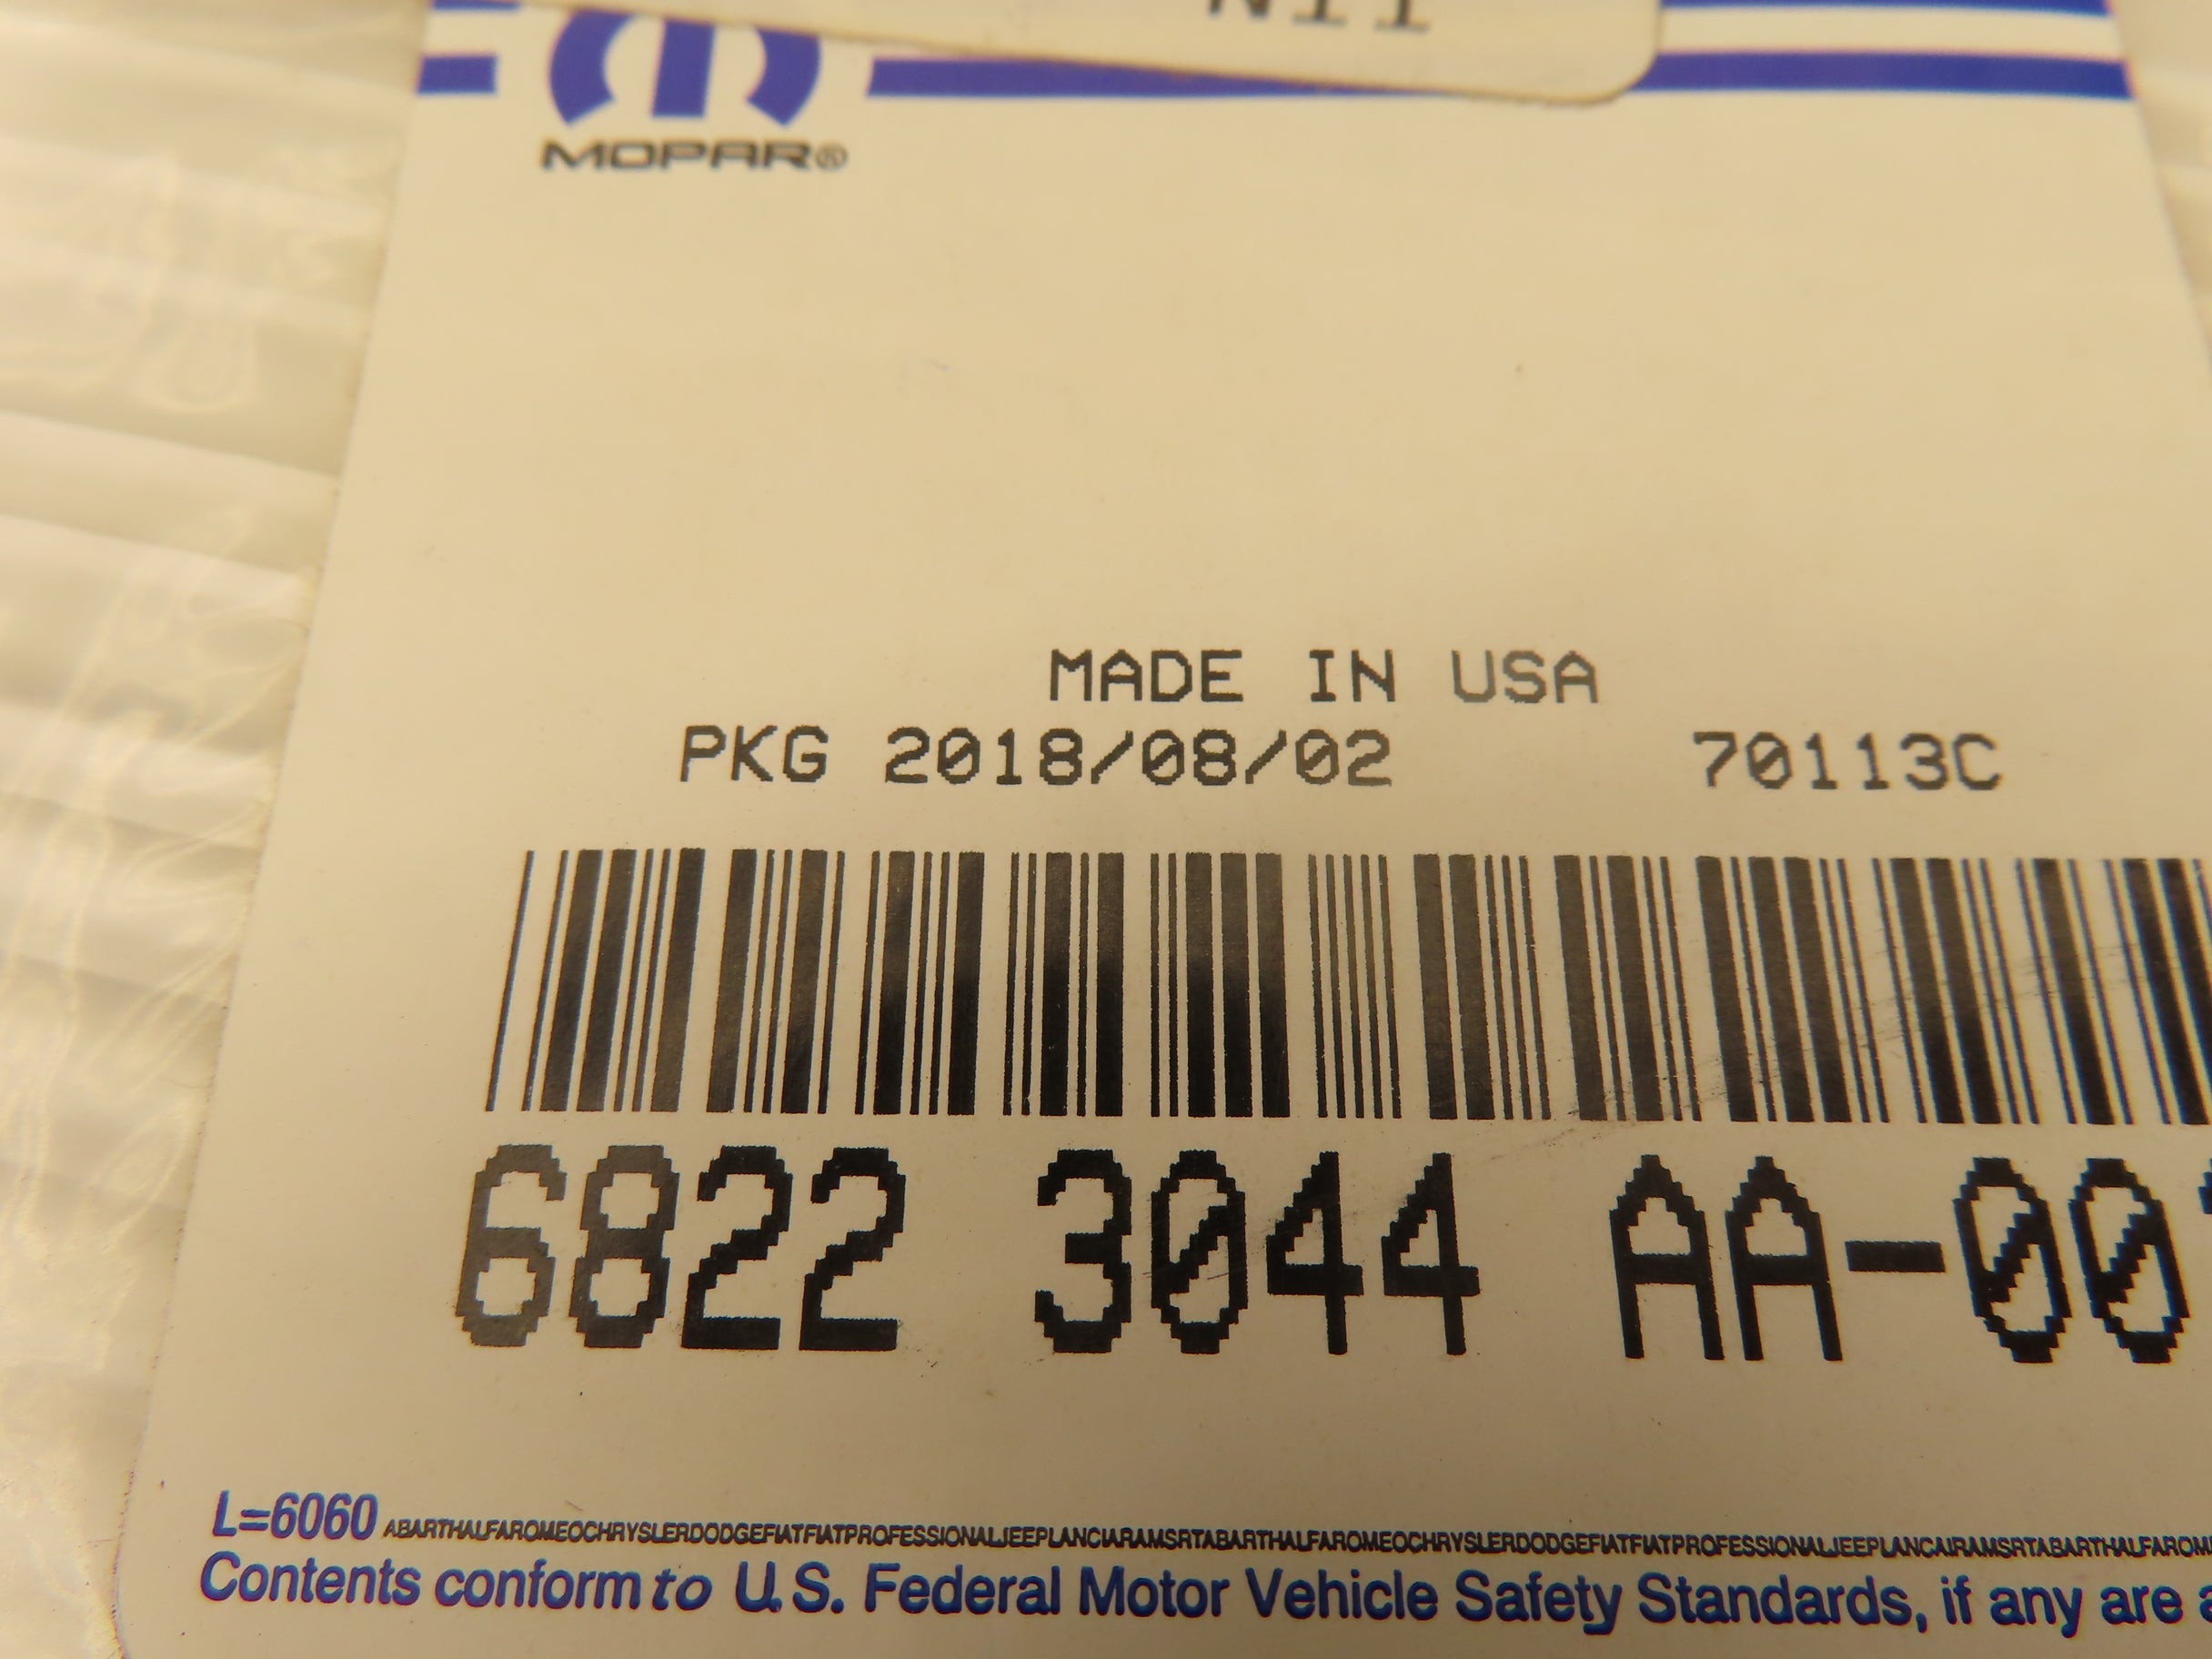 MOPAR®
MADE IN USA
PKG 2018/08/02 70113C
6822 3044 AA-00
L=6060 ABARTHALFAROMEOCHRYSLERDODGEFIATFIATPROFESSIONALJEEPLANCIARAMSRTABARTHALFAROMEOCHRYSLERDODGEFIATFIATPROFESSIONALJEEPLANCAIRAMSRTABARTHALFAROM
Contents conform to U.S. Federal Motor Vehicle Safety Standards, if any are